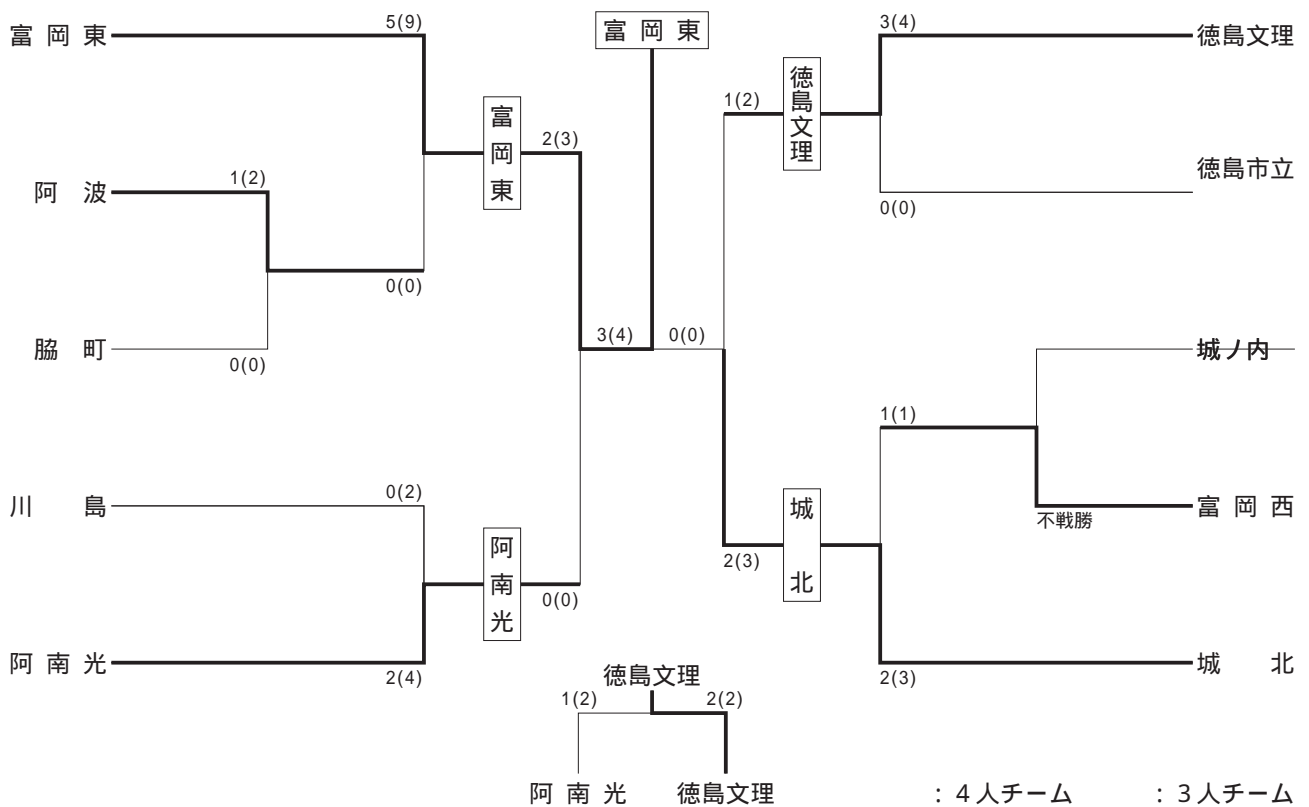 富岡東
5(9)
富岡東
3(4)
徳島文理
富岡東
2(3)
1(2)
徳島文理
阿波
1(2)
徳島市立
0(0)
0(0)
脇町
0(0)
3(4)
0(0)
城ノ内
1(1)
川島
0(2)
富岡西
不戦勝
阿南光
0(0)
2(3)
城北
阿南光
2(4)
2(3)
城北
徳島文理
1(2)
2(2)
阿南光
徳島文理
：4人チーム
：3人チーム